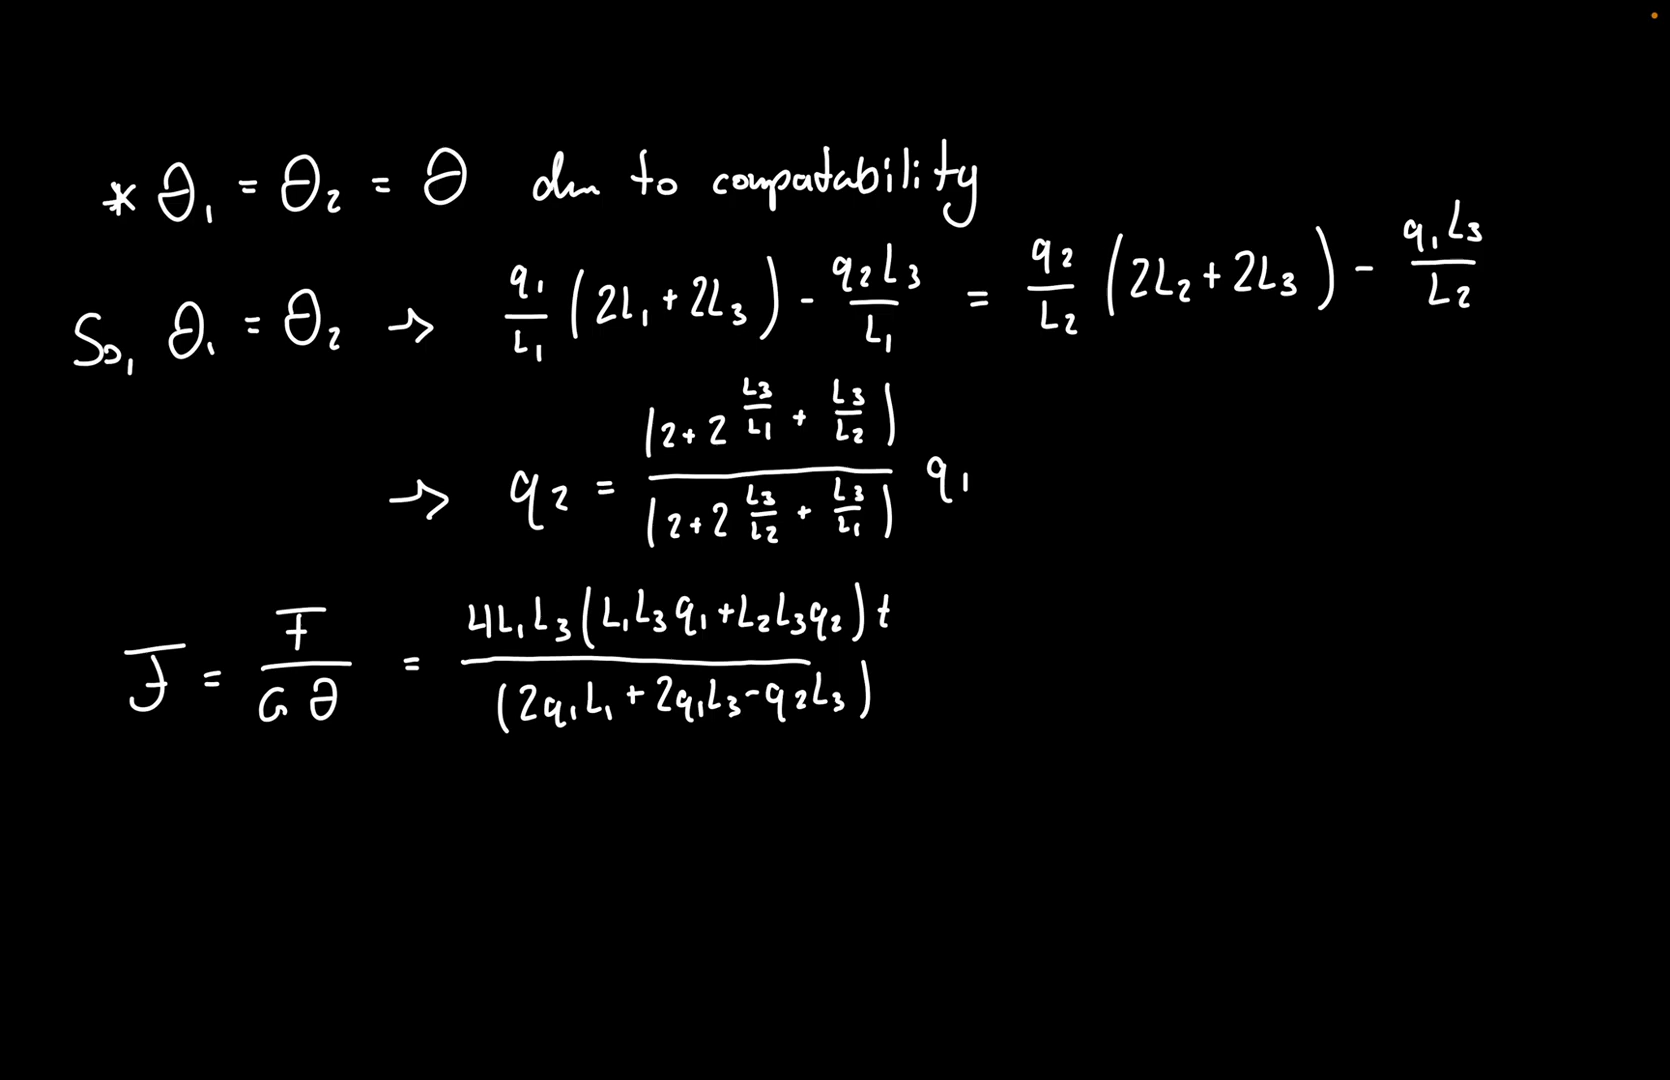 * θ₁ = θ₂ = θ due to compatability
So, θ₁ = θ₂ → q₁/L₁ (2L₁ + 2L₃) - q₂L₃/L₁ = q₂/L₂ (2L₂ + 2L₃) - q₁L₃/L₂
→ q₂ = (2 + 2 L₃/L₁ + L₃/L₂) / (2 + 2 L₃/L₂ + L₃/L₁) q₁
J = T/(G θ) = 4L₁L₃(L₁L₃q₁ + L₂L₃q₂)t / (2q₁L₁ + 2q₁L₃ - q₂L₃)